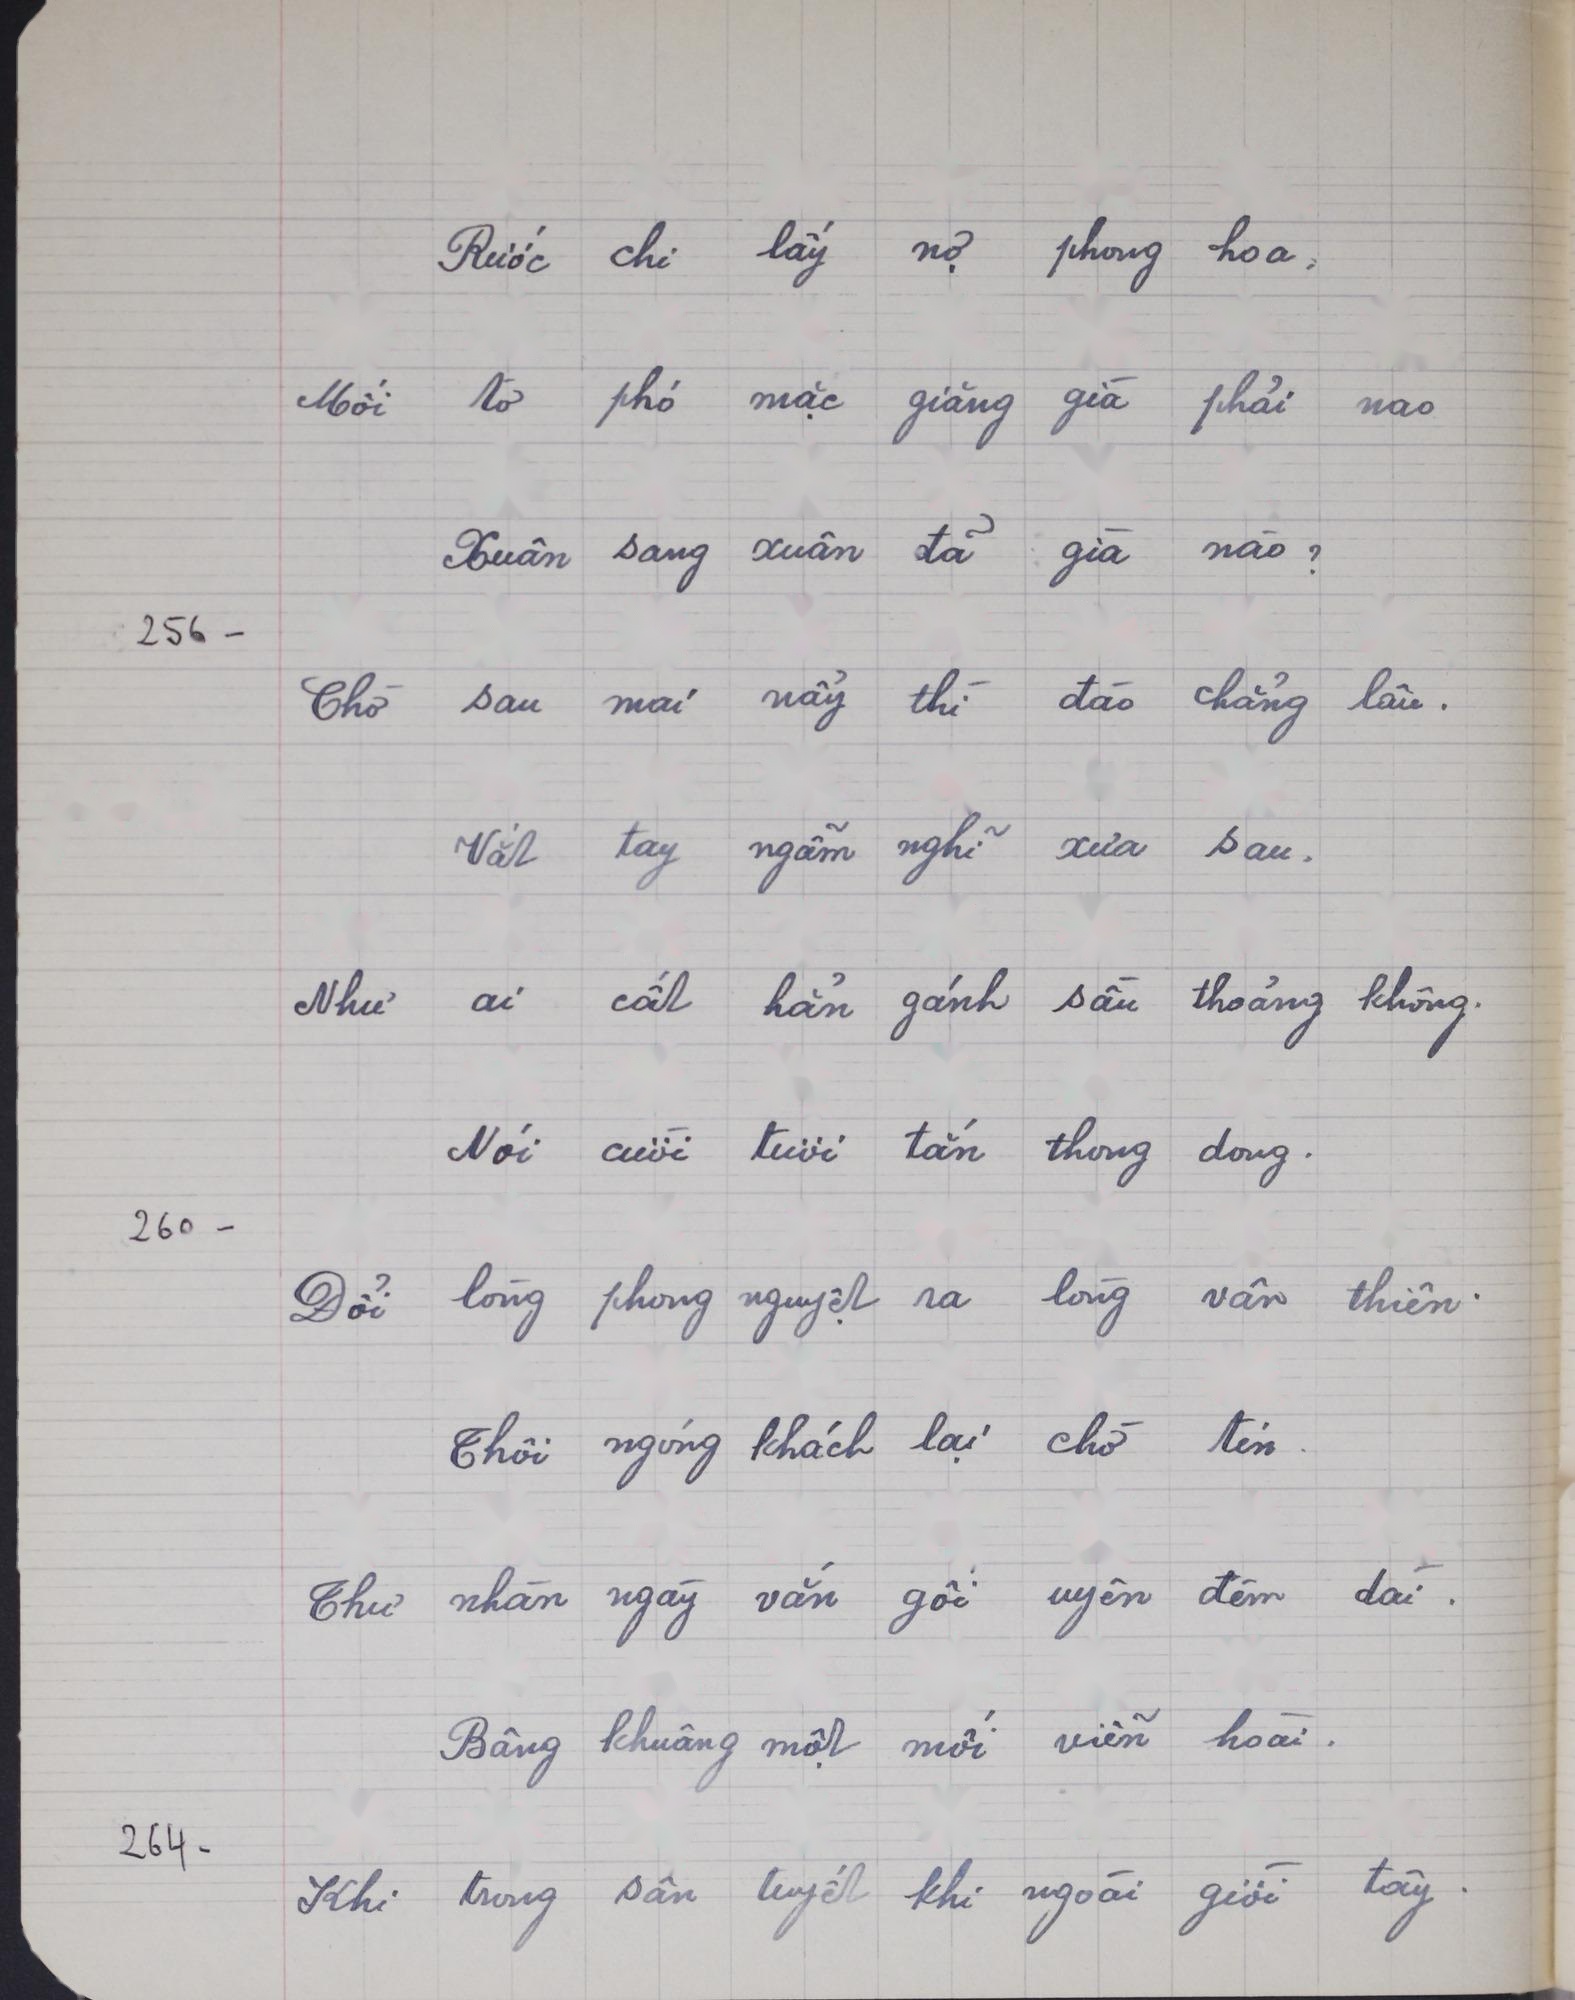 Rước chi lấy nợ phong hoa,
Mối tơ phó mặc giăng già phải nao
Xuân sang xuân đã già nào?
256 -
Chờ sau mai nảy thì đào chẳng lâu.
Vắt tay ngẫm nghĩ xưa sau.
Như ai cất hẳn gánh sầu thoảng không.
Nói cười tươi tắn thong dong.
260 -
Đổi lòng phong nguyệt ra lòng vân thiên.
Thôi ngóng khách lại chờ tin.
Thư nhàn ngày vắn gối uyên đêm dài.
Bâng khuâng một mối viễn hoài.
264 -
Khi trong sân tuyết khi ngoài giời tây.